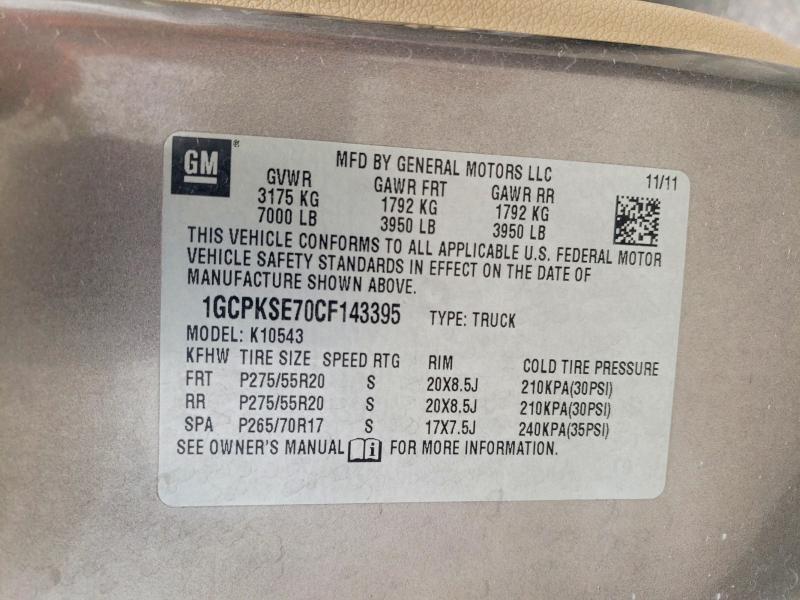 GM ®
MFD BY GENERAL MOTORS LLC 11/11
GVWR GAWR FRT GAWR RR
3175 KG 1792 KG 1792 KG
7000 LB 3950 LB 3950 LB
THIS VEHICLE CONFORMS TO ALL APPLICABLE U.S. FEDERAL MOTOR
VEHICLE SAFETY STANDARDS IN EFFECT ON THE DATE OF
MANUFACTURE SHOWN ABOVE.
1GCPKSE70CF143395 TYPE: TRUCK
MODEL: K10543
KFHW TIRE SIZE SPEED RTG RIM COLD TIRE PRESSURE
FRT P275/55R20 S 20X8.5J 210KPA(30PSI)
RR P275/55R20 S 20X8.5J 210KPA(30PSI)
SPA P265/70R17 S 17X7.5J 240KPA(35PSI)
SEE OWNER'S MANUAL FOR MORE INFORMATION.